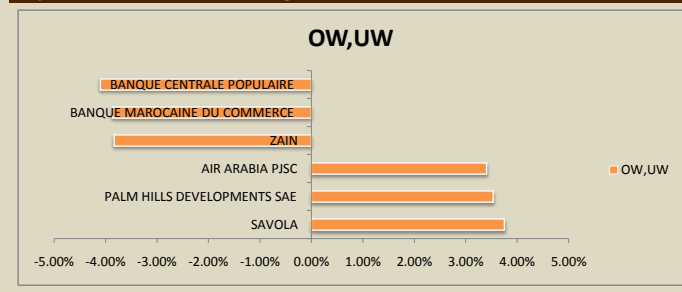 OW,UW
BANQUE CENTRALE POPULAIRE
BANQUE MAROCAINE DU COMMERCE
ZAIN
AIR ARABIA PJSC
OW,UW
PALM HILLS DEVELOPMENTS SAE
SAVOLA
-5.00% -4.00% -3.00% -2.00% -1.00% 0.00% 1.00% 2.00% 3.00% 4.00% 5.00%